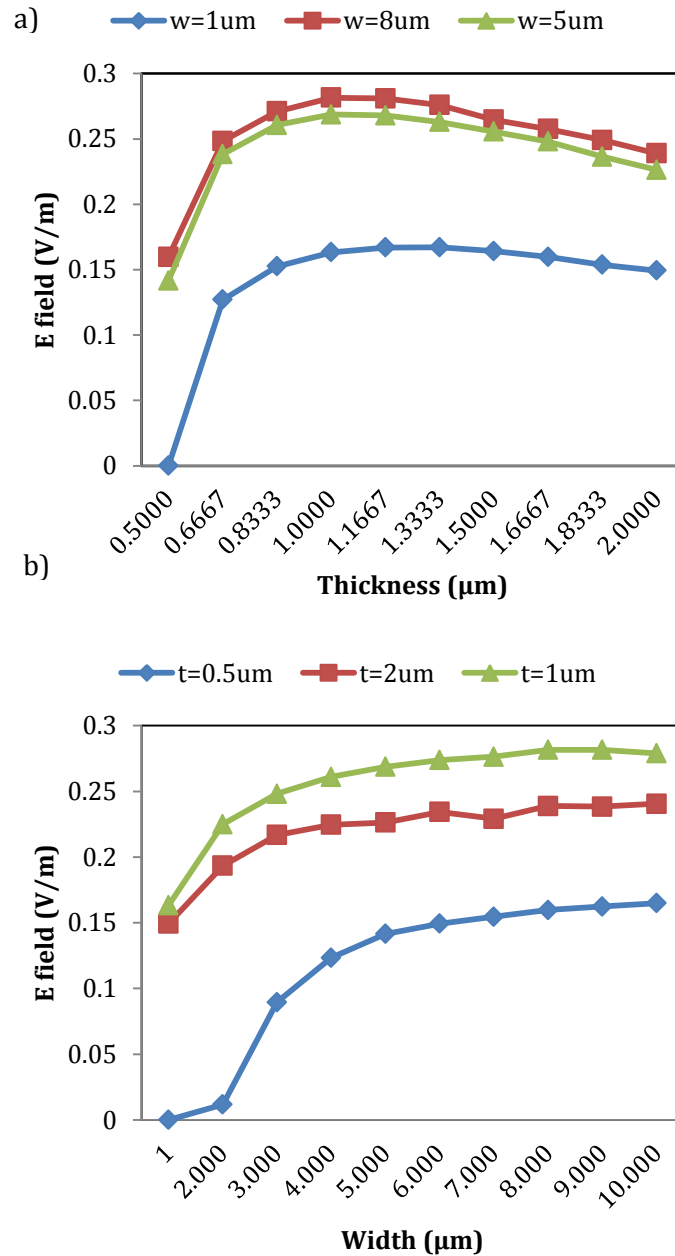 a)
w=1um w=8um w=5um
0.3
0.25
0.2
0.15
0.1
0.05
0
E field (V/m)
0.5000 0.6667 0.8333 1.0000 1.1667 1.3333 1.5000 1.6667 1.8333 2.0000
Thickness (μm)
b)
t=0.5um t=2um t=1um
0.3
0.25
0.2
0.15
0.1
0.05
0
E field (V/m)
1 2.000 3.000 4.000 5.000 6.000 7.000 8.000 9.000 10.000
Width (μm)